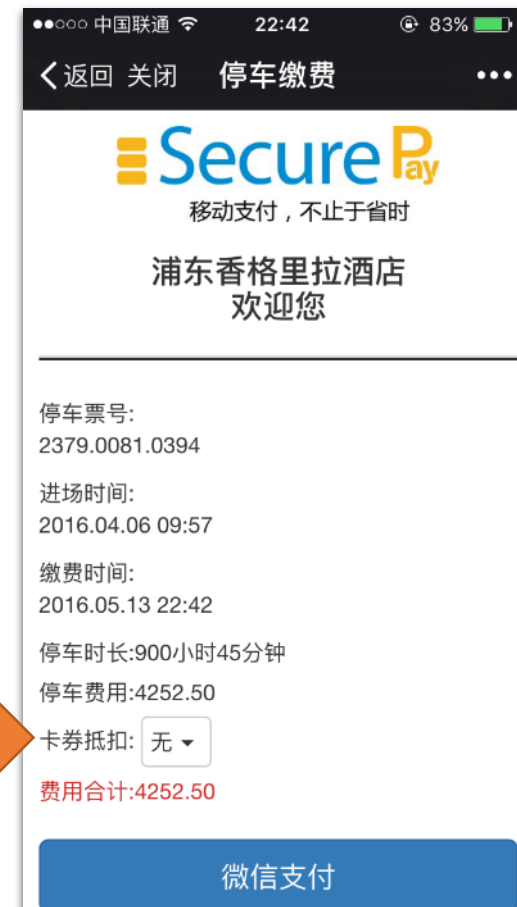 中国联通 22:42 83%
返回 关闭 停车缴费
Secure Pay
移动支付，不止于省时
浦东香格里拉酒店
欢迎您
停车票号:
2379.0081.0394
进场时间:
2016.04.06 09:57
缴费时间:
2016.05.13 22:42
停车时长:900小时45分钟
停车费用:4252.50
卡券抵扣: 无
费用合计:4252.50
微信支付